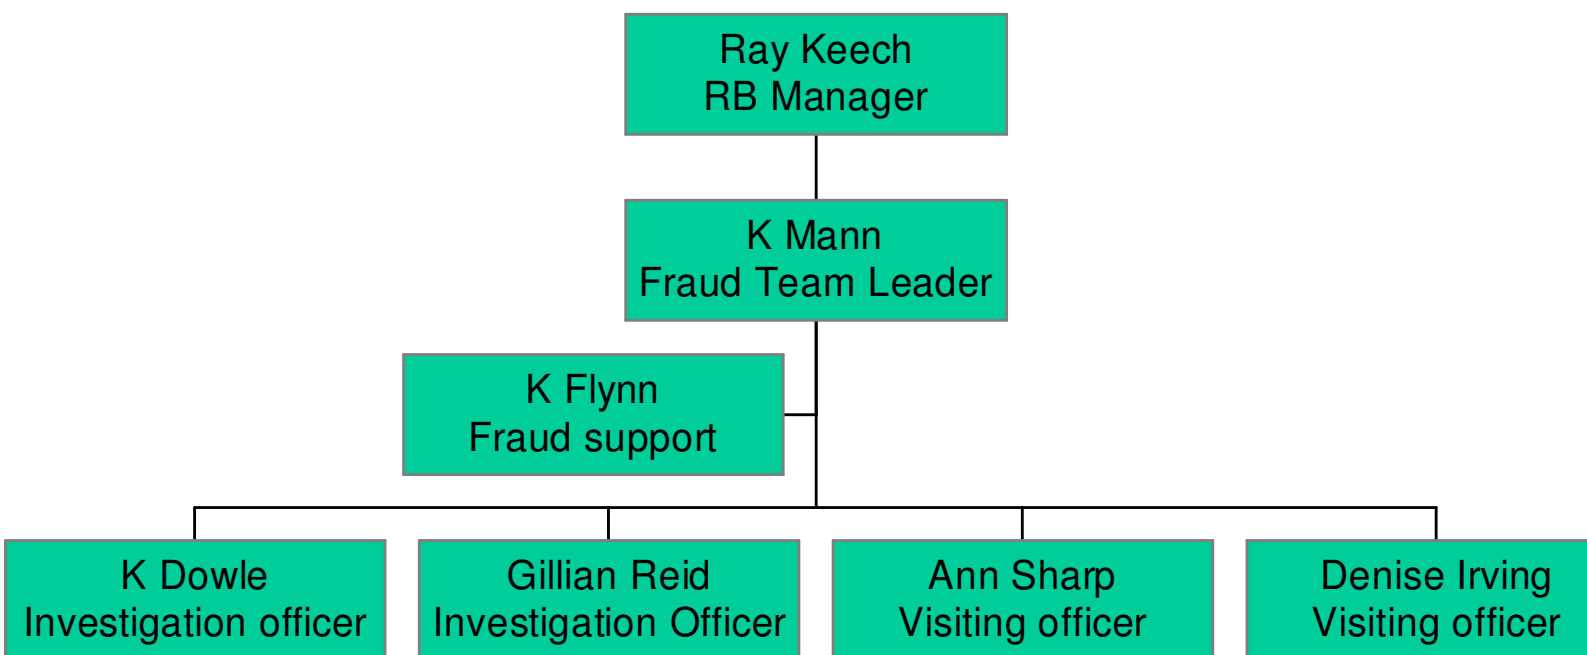 Ray Keech
RB Manager
K Mann
Fraud Team Leader
K Flynn
Fraud support
K Dowle
Investigation officer
Gillian Reid
Investigation Officer
Ann Sharp
Visiting officer
Denise Irving
Visiting officer